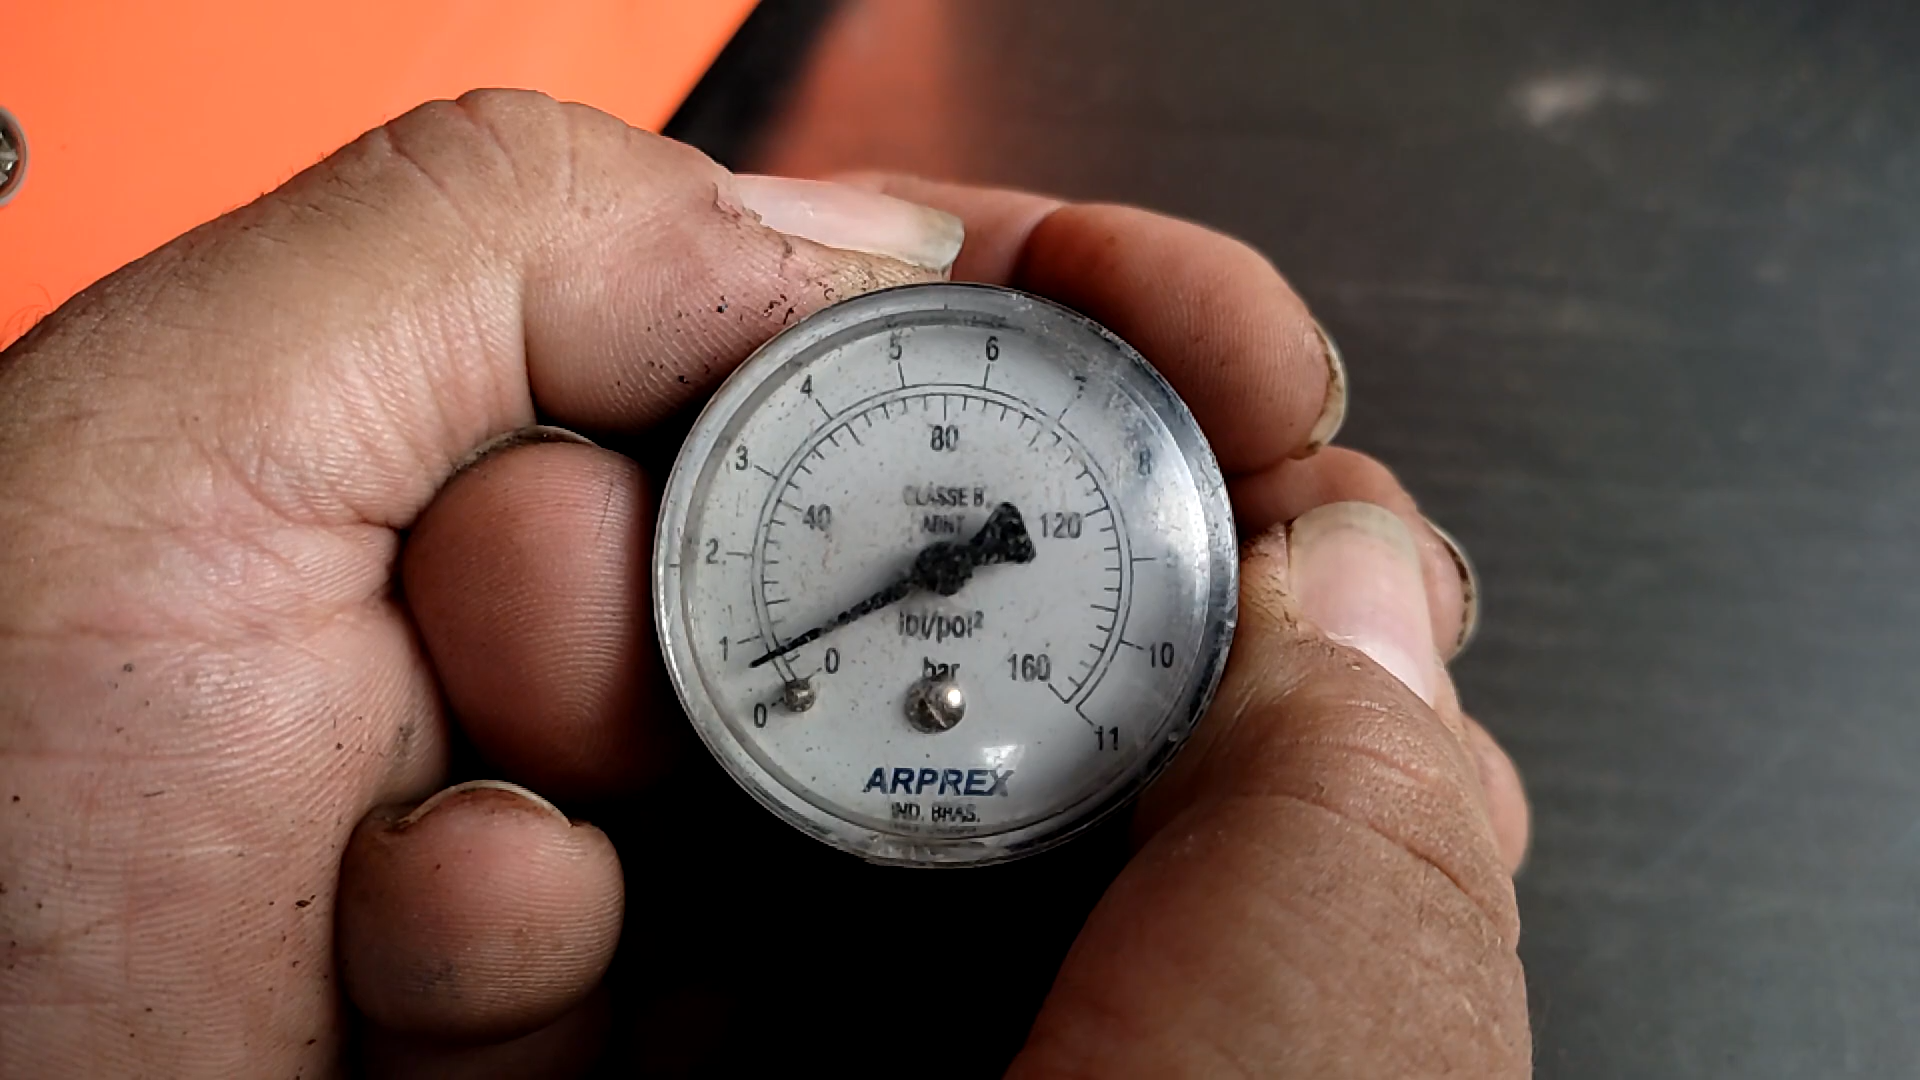 5 6
4 7
80
3 8
CLASSE B
40 120
ABNT
2
lbf/pol²
1 0 160 10
bar
0 11
ARPREX
IND. BRAS.